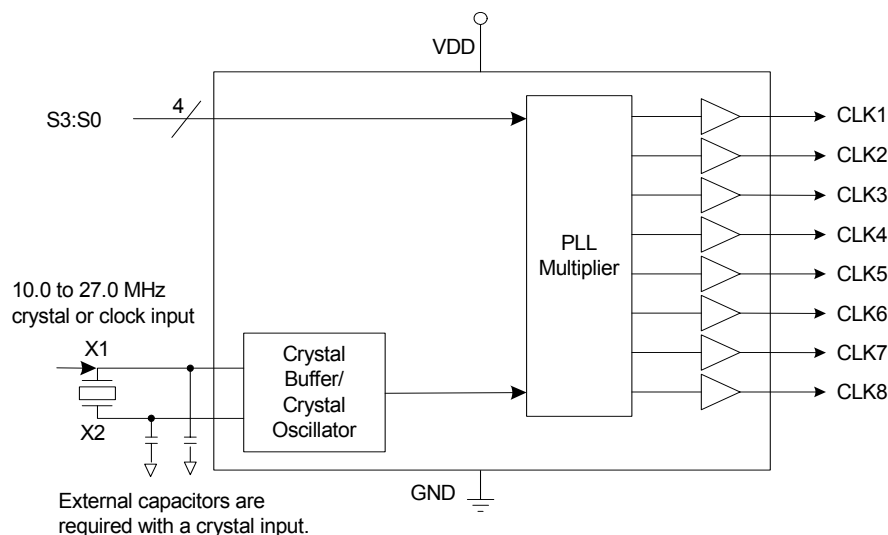 VDD
4
S3:S0
CLK1
CLK2
CLK3
CLK4
PLL
Multiplier
CLK5
CLK6
CLK7
CLK8
10.0 to 27.0 MHz
crystal or clock input
X1
X2
Crystal
Buffer/
Crystal
Oscillator
GND
External capacitors are
required with a crystal input.